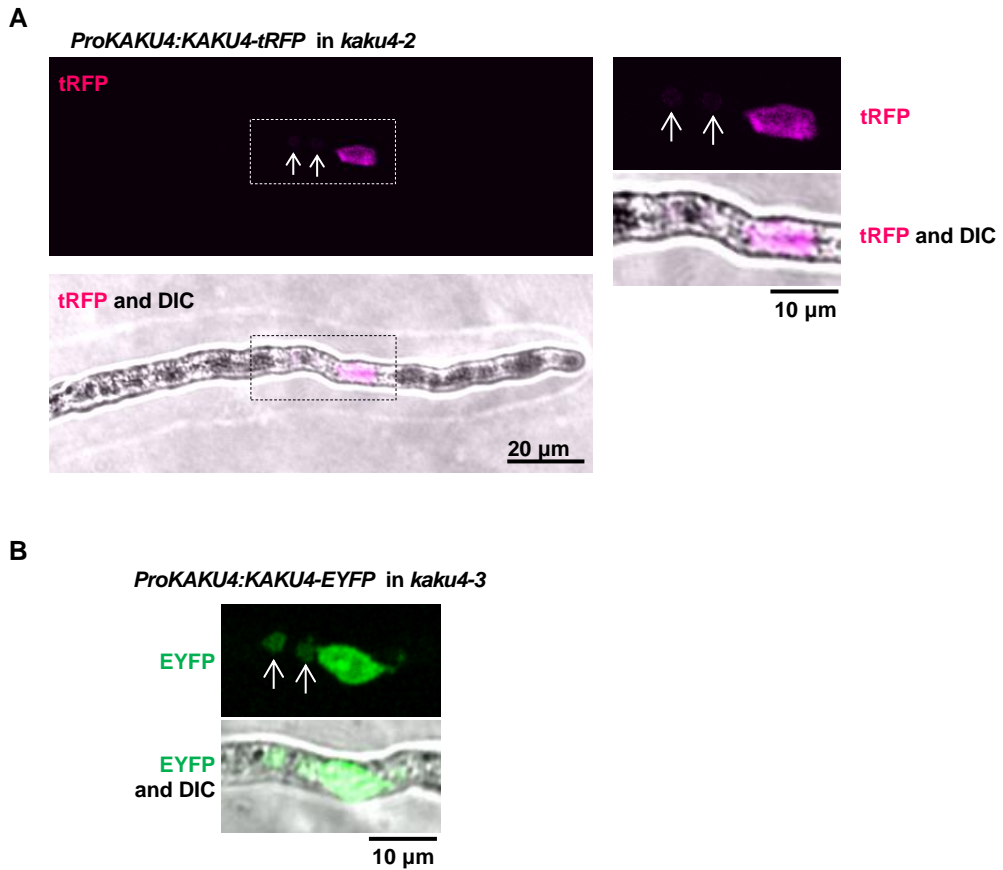 A
ProKAKU4:KAKU4-tRFP in kaku4-2
tRFP
tRFP
tRFP and DIC
tRFP and DIC
10 µm
20 µm
B
ProKAKU4:KAKU4-EYFP in kaku4-3
EYFP
EYFP
and DIC
10 µm